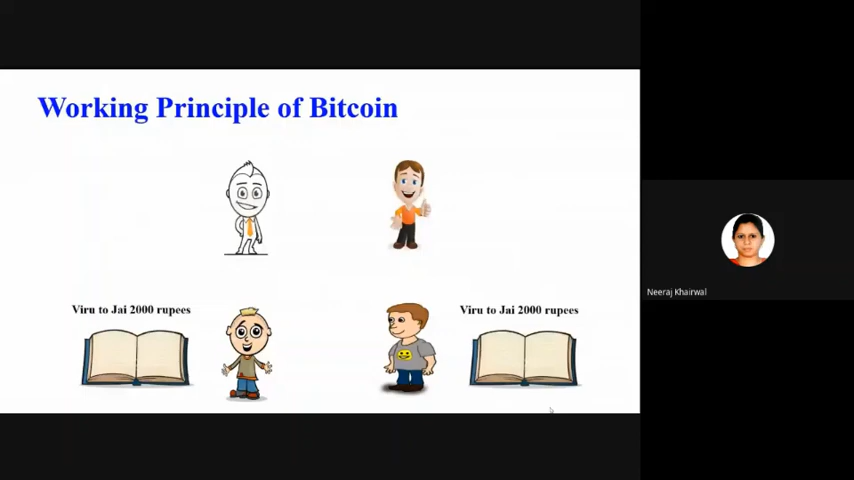 Working Principle of Bitcoin
Viru to Jai 2000 rupees
Viru to Jai 2000 rupees
Neeraj Khairwal